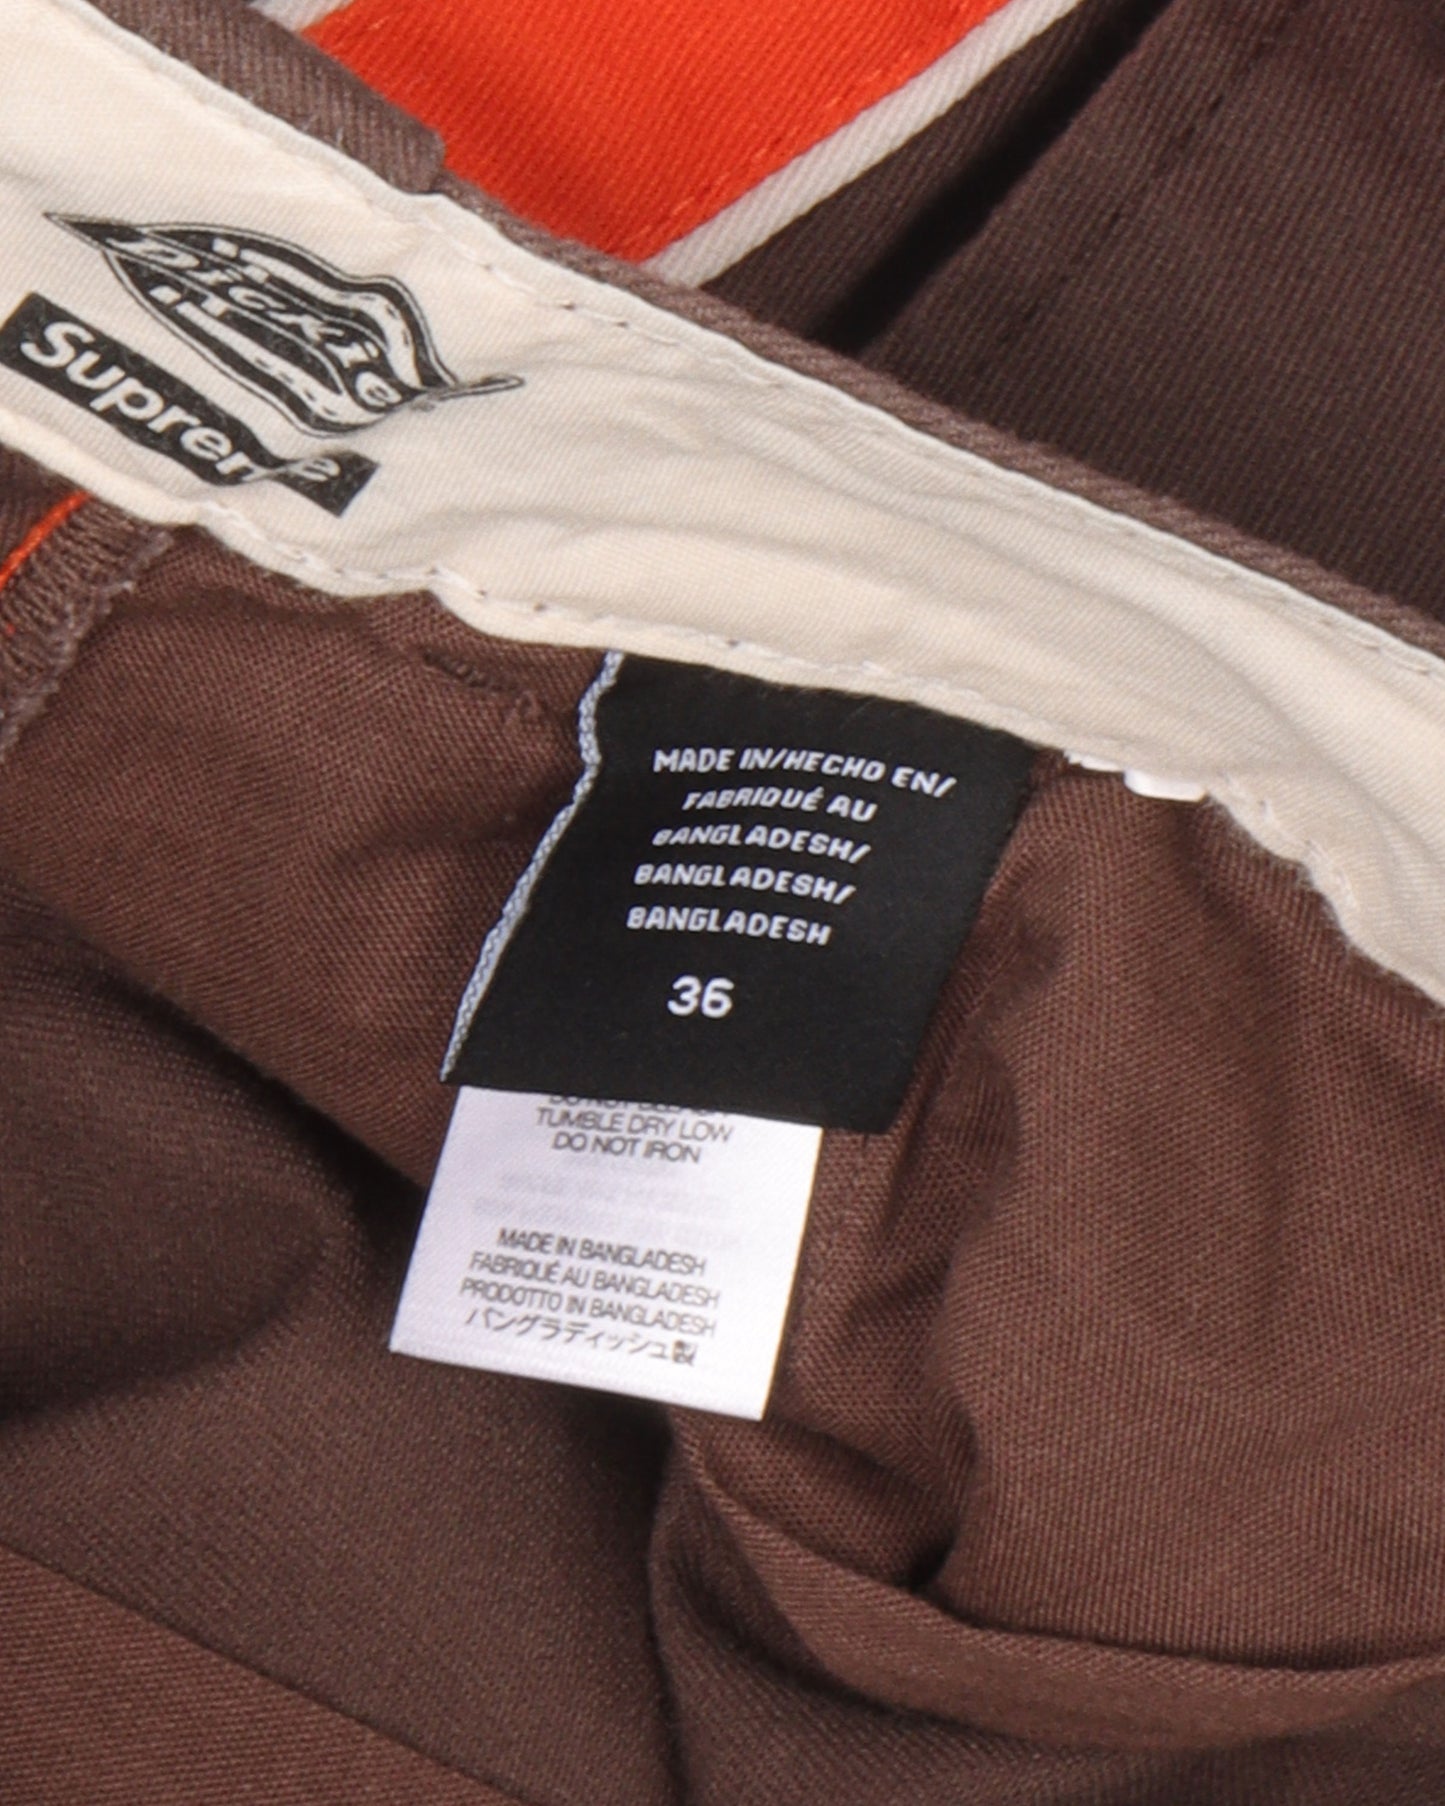 Dickies
Supreme
MADE IN/HECHO EN/
FABRIQUÉ AU
BANGLADESH/
BANGLADESH/
BANGLADESH
36
TUMBLE DRY LOW
DO NOT IRON
MADE IN BANGLADESH
FABRIQUÉ AU BANGLADESH
PRODOTTO IN BANGLADESH
バングラディッシュ製